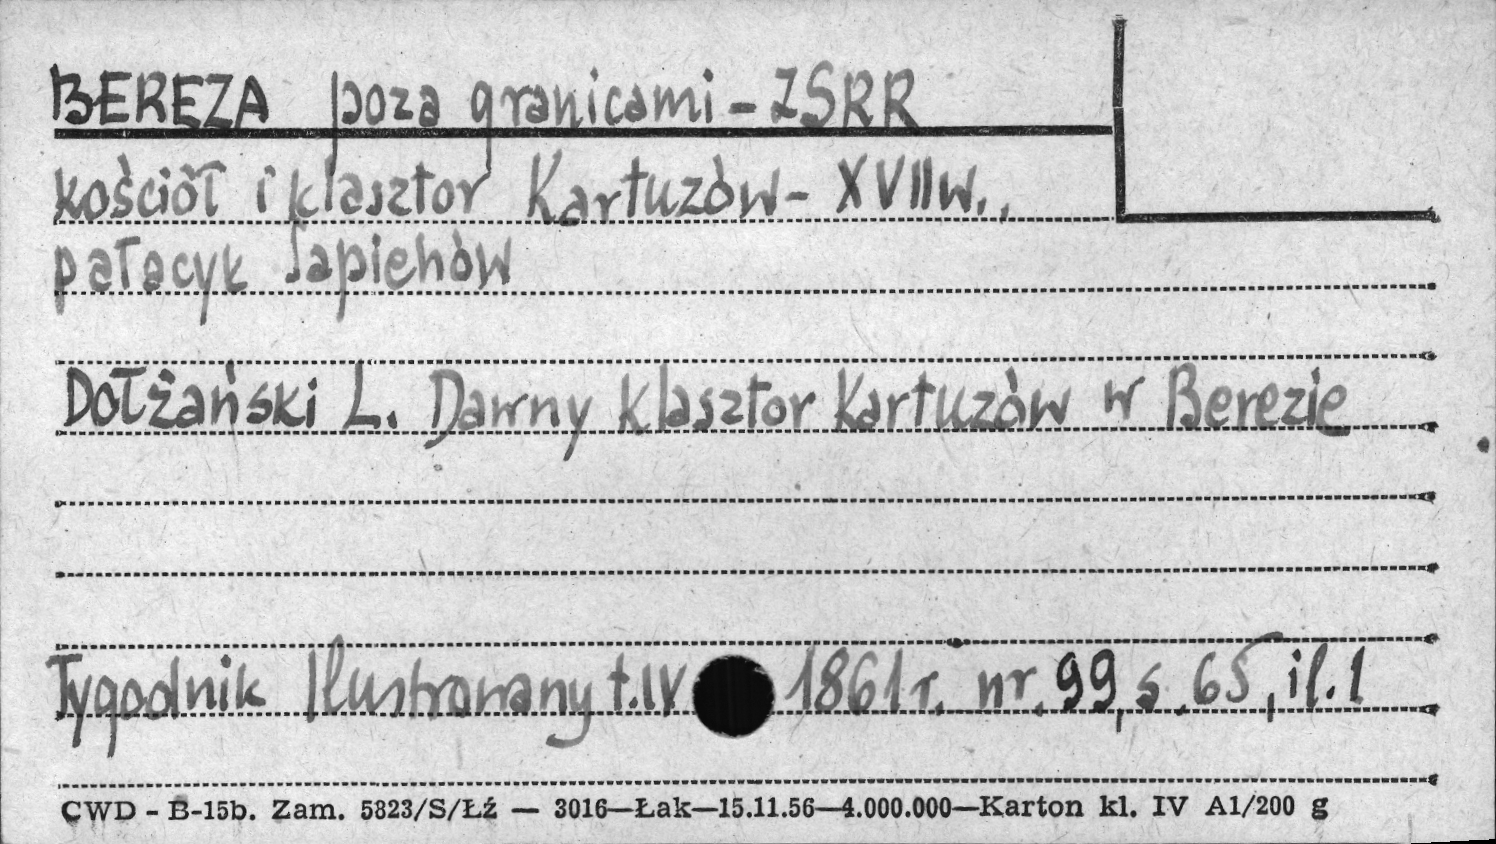 BEREZA poza granicami - ZSRR
kościół i klasztor Kartuzów - XVIIw.,
pałacyk Sapiehów
Dołżański L. Dawny klasztor Kartuzów w Berezie
Tygodnik Ilustrowany t.IV 1861 r. nr. 99, s. 65, il. 1
CWD - B-15b. Zam. 5823/S/Łź — 3016—Łak—15.11.56—4.000.000—Karton kl. IV A1/200 g